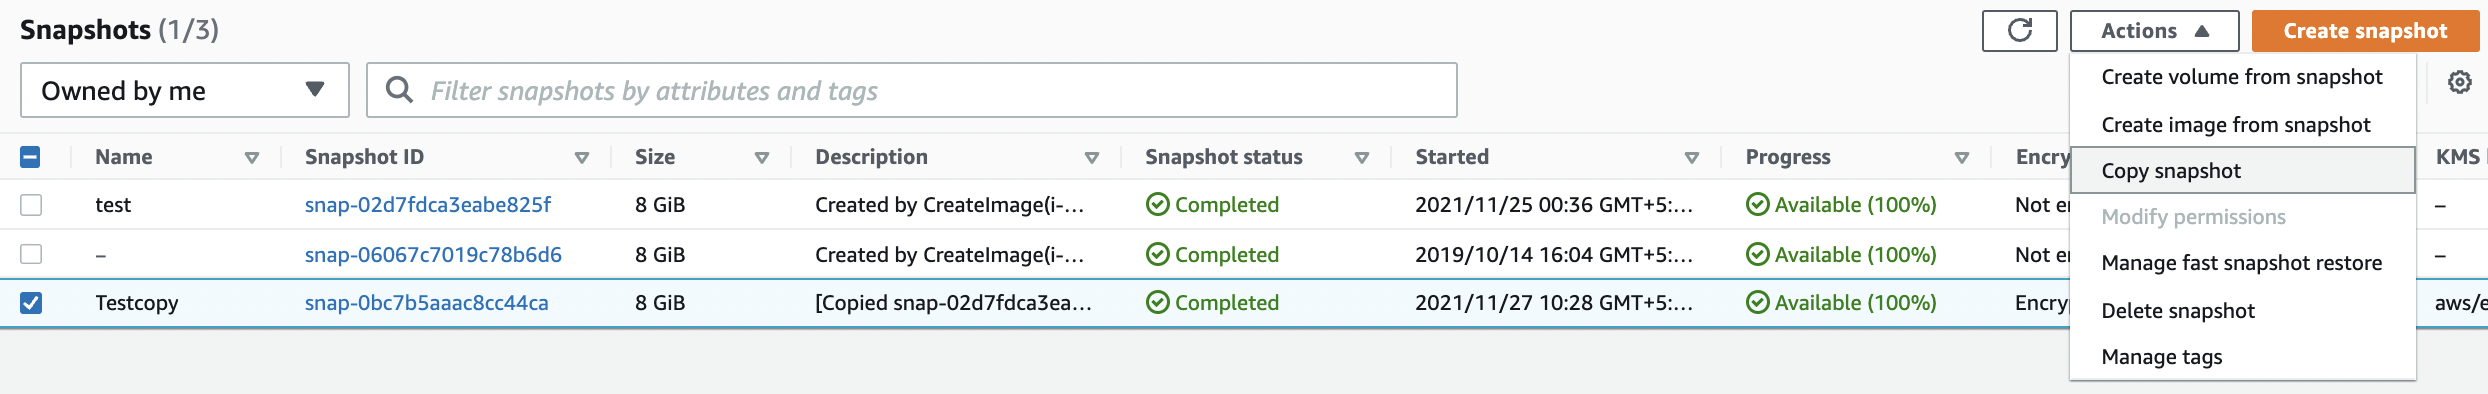 Snapshots (1/3)
Actions
Create snapshot
Owned by me
Filter snapshots by attributes and tags
Create volume from snapshot
Create image from snapshot
Copy snapshot
Modify permissions
Manage fast snapshot restore
Delete snapshot
Manage tags
Name Snapshot ID Size Description Snapshot status Started Progress Encry KMS
test snap-02d7fdca3eabe825f 8 GiB Created by CreateImage(i-... Completed 2021/11/25 00:36 GMT+5:... Available (100%) Not e –
– snap-06067c7019c78b6d6 8 GiB Created by CreateImage(i-... Completed 2019/10/14 16:04 GMT+5:... Available (100%) Not e –
Testcopy snap-0bc7b5aaac8cc44ca 8 GiB [Copied snap-02d7fdca3ea... Completed 2021/11/27 10:28 GMT+5:... Available (100%) Encry aws/e